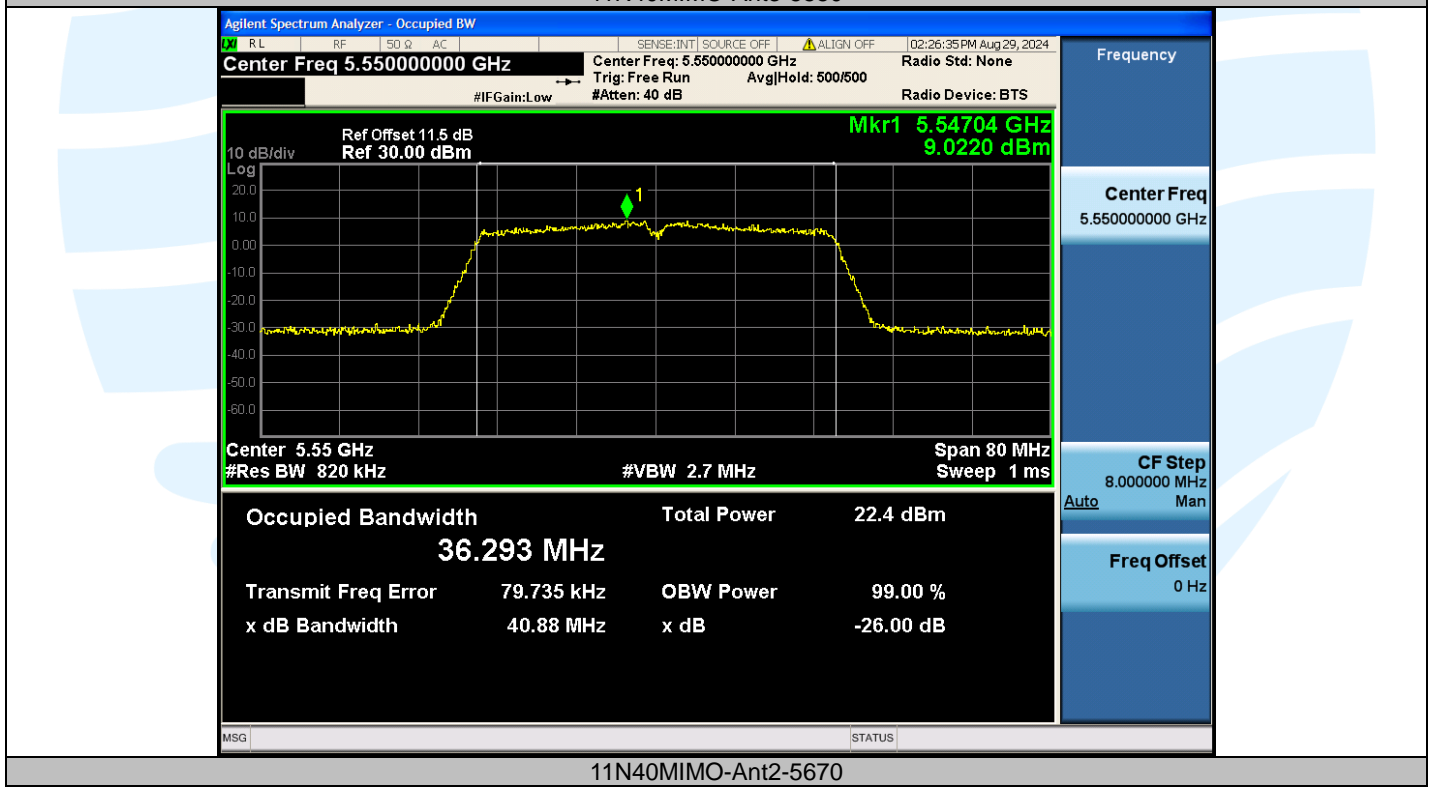 Agilent Spectrum Analyzer - Occupied BW
LXI RL RF 50 Ω AC SENSE:INT SOURCE OFF ALIGN OFF 02:26:35 PM Aug 29, 2024
Center Freq 5.550000000 GHz
#IFGain:Low
Center Freq: 5.550000000 GHz
Trig: Free Run Avg|Hold: 500/500
#Atten: 40 dB
Radio Std: None
Radio Device: BTS
Frequency
Ref Offset 11.5 dB
10 dB/div Ref 30.00 dBm
Mkr1 5.54704 GHz
9.0220 dBm
Log
20.0
10.0
0.00
-10.0
-20.0
-30.0
-40.0
-50.0
-60.0
1
Center 5.55 GHz Span 80 MHz
#Res BW 820 kHz #VBW 2.7 MHz Sweep 1 ms
Occupied Bandwidth Total Power 22.4 dBm
36.293 MHz
Transmit Freq Error 79.735 kHz OBW Power 99.00 %
x dB Bandwidth 40.88 MHz x dB -26.00 dB
Center Freq
5.550000000 GHz
CF Step
8.000000 MHz
Auto Man
Freq Offset
0 Hz
MSG STATUS
11N40MIMO-Ant2-5670